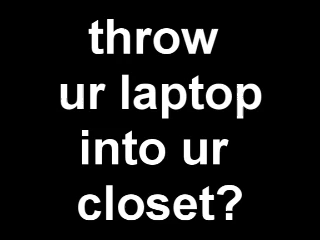 throw
ur laptop
into ur
closet?